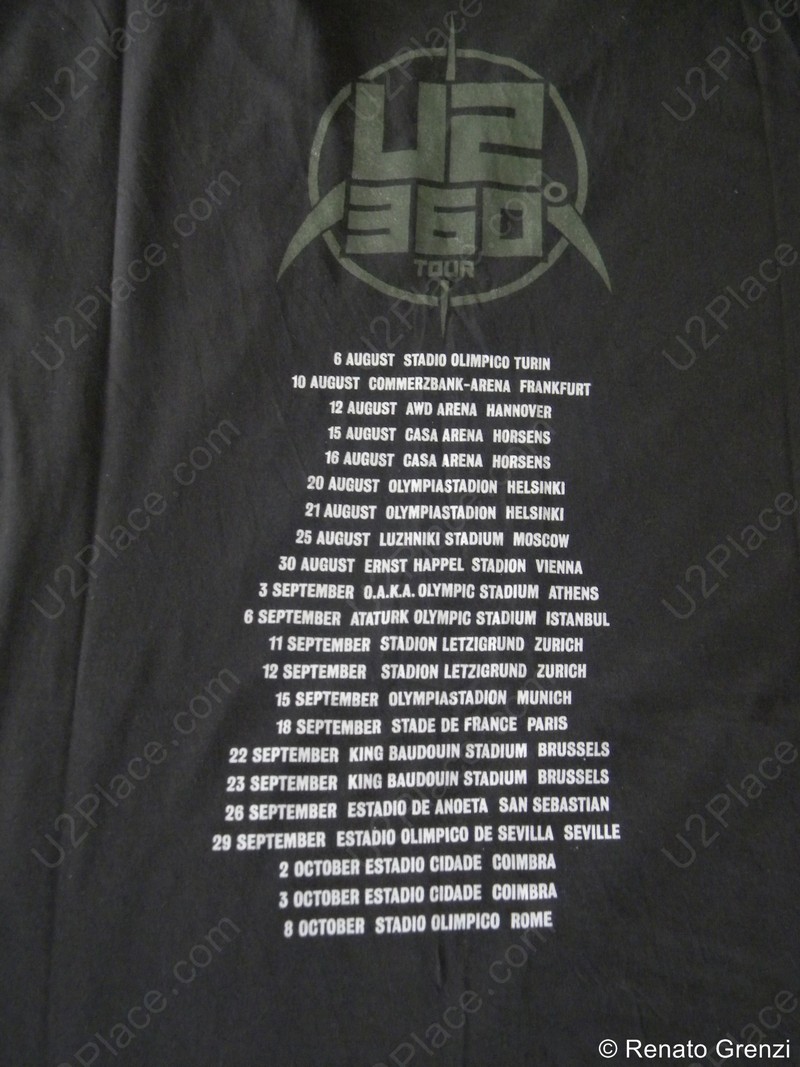 U2
360°
TOUR
6 AUGUST STADIO OLIMPICO TURIN
10 AUGUST COMMERZBANK-ARENA FRANKFURT
12 AUGUST AWD ARENA HANNOVER
15 AUGUST CASA ARENA HORSENS
16 AUGUST CASA ARENA HORSENS
20 AUGUST OLYMPIASTADION HELSINKI
21 AUGUST OLYMPIASTADION HELSINKI
25 AUGUST LUZHNIKI STADIUM MOSCOW
30 AUGUST ERNST HAPPEL STADION VIENNA
3 SEPTEMBER O.A.K.A. OLYMPIC STADIUM ATHENS
6 SEPTEMBER ATATURK OLYMPIC STADIUM ISTANBUL
11 SEPTEMBER STADION LETZIGRUND ZURICH
12 SEPTEMBER STADION LETZIGRUND ZURICH
15 SEPTEMBER OLYMPIASTADION MUNICH
18 SEPTEMBER STADE DE FRANCE PARIS
22 SEPTEMBER KING BAUDOUIN STADIUM BRUSSELS
23 SEPTEMBER KING BAUDOUIN STADIUM BRUSSELS
26 SEPTEMBER ESTADIO DE ANOETA SAN SEBASTIAN
29 SEPTEMBER ESTADIO OLIMPICO DE SEVILLA SEVILLE
2 OCTOBER ESTADIO CIDADE COIMBRA
3 OCTOBER ESTADIO CIDADE COIMBRA
8 OCTOBER STADIO OLIMPICO ROME
U2Place.com
© Renato Grenzi